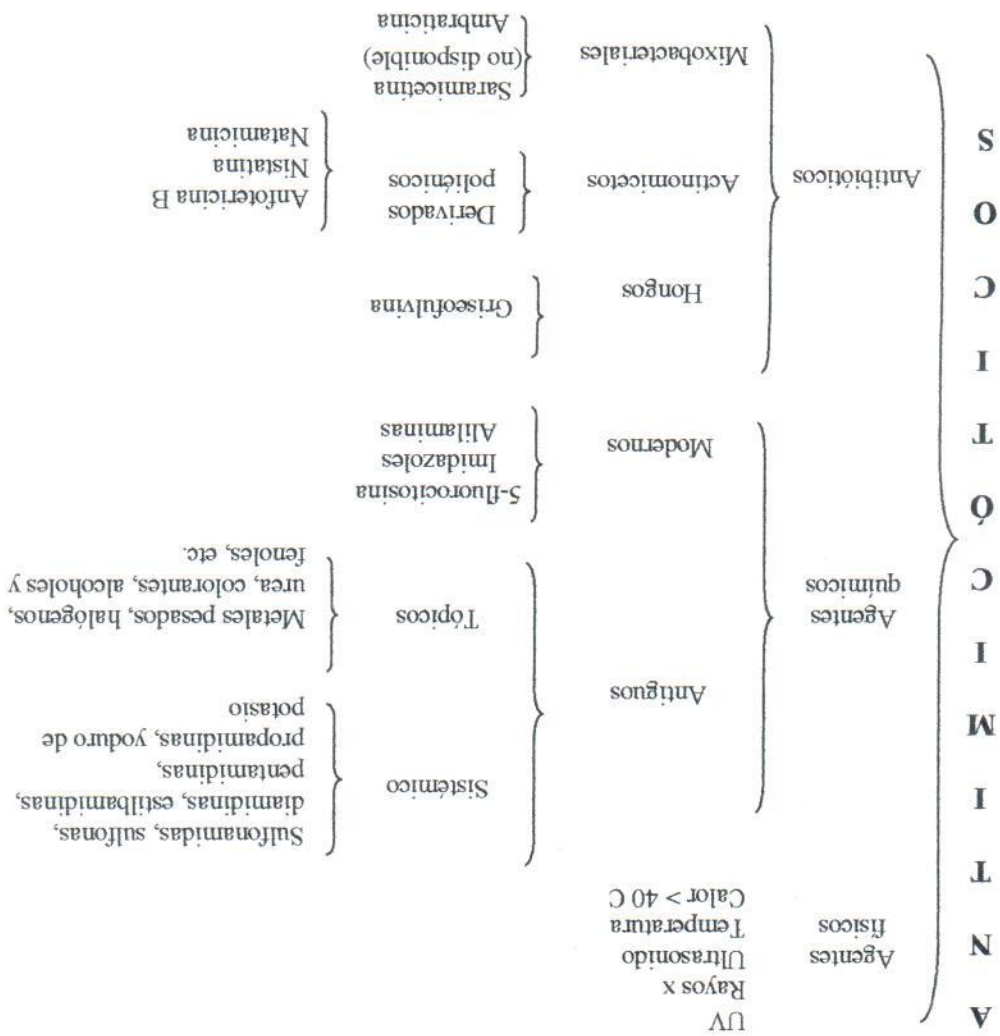 ANTIMICÓTICOS
Agentes
físicos
UV
Rayos x
Ultrasonido
Temperatura
Calor > 40 C
Agentes
químicos
Antiguos
Sistémico
Sulfonamidas, sulfonas,
diamidinas, estilbamidinas,
pentamidinas,
propamidinas, yoduro de
potasio
Tópicos
Metales pesados, halógenos,
urea, colorantes, alcoholes y
fenoles, etc.
Modernos
5-fluorocitosina
Imidazoles
Alilaminas
Antibióticos
Hongos
Griseofulvina
Actinomicetos
Derivados
poliénicos
Anfotericina B
Nistatina
Natamicina
Mixobacteriales
Saramicetina
(no disponible)
Ambraticina